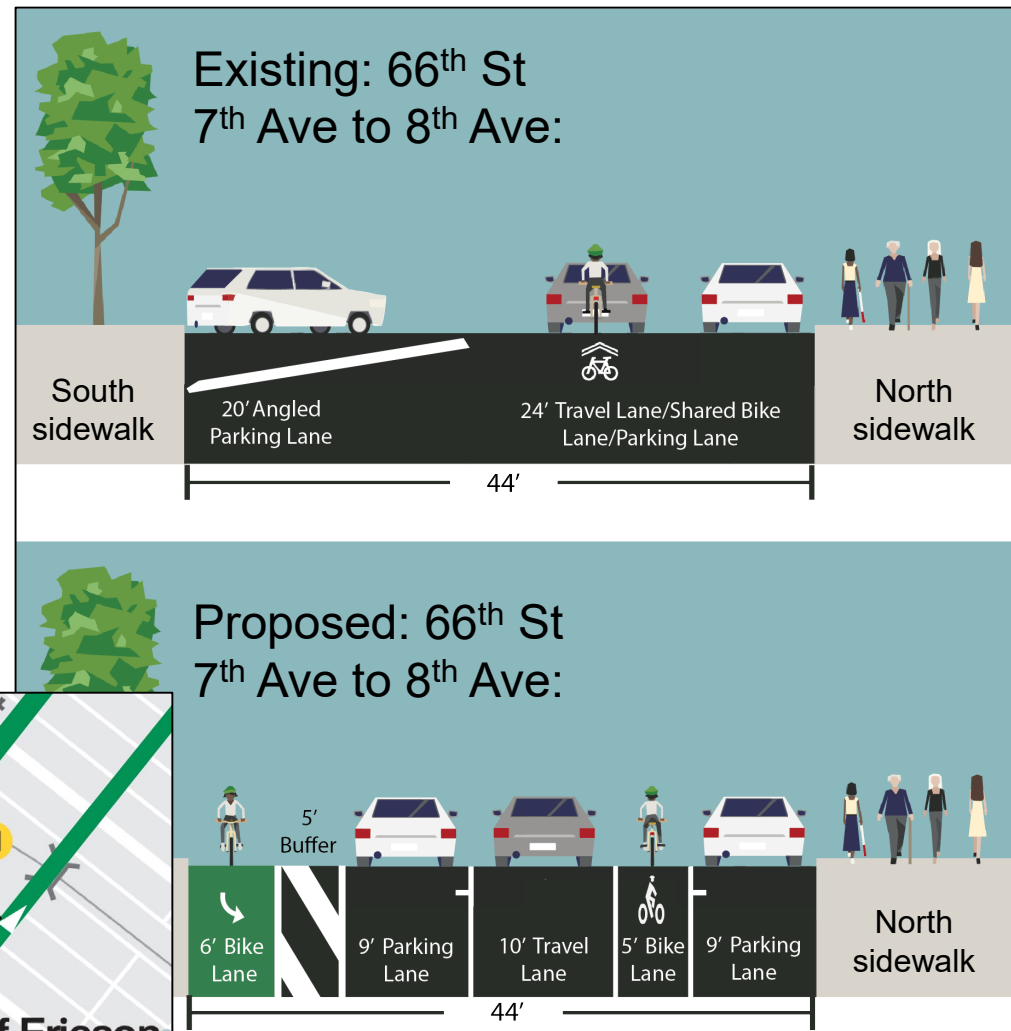 Existing: 66th St
7th Ave to 8th Ave:
South
sidewalk
20' Angled
Parking Lane
24' Travel Lane/Shared Bike
Lane/Parking Lane
North
sidewalk
44'
Proposed: 66th St
7th Ave to 8th Ave:
5'
Buffer
6' Bike
Lane
9' Parking
Lane
10' Travel
Lane
5' Bike
Lane
9' Parking
Lane
North
sidewalk
44'
Ericson